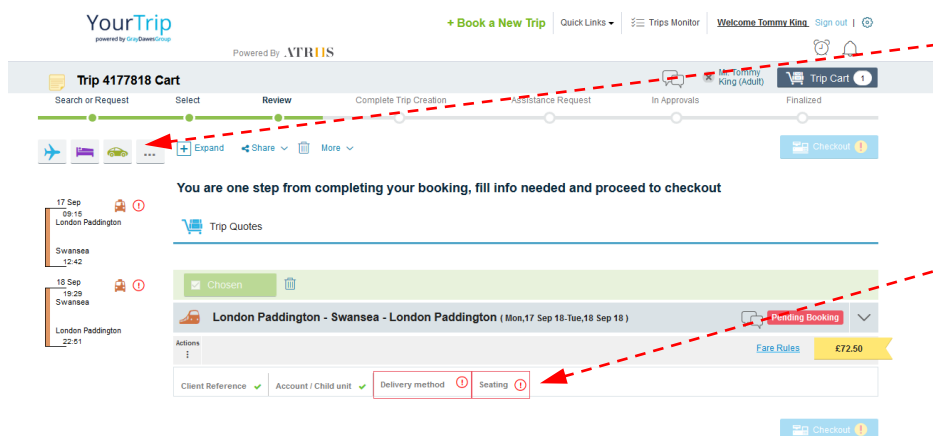 YourTrip
powered by GrayDawesGroup
+ Book a New Trip Quick Links Trips Monitor Welcome Tommy King Sign out |
Powered By ATRIIS
Trip 4177818 Cart
Mr. Tommy King (Adult)
Trip Cart 1
Search or Request Select Review Complete Trip Creation Assistance Request In Approvals Finalized
... + Expand Share More Checkout !
You are one step from completing your booking, fill info needed and proceed to checkout
17 Sep
09:15
London Paddington
Swansea
12:42
Trip Quotes
18 Sep
19:29
Swansea
London Paddington
22:51
Chosen
London Paddington - Swansea - London Paddington ( Mon,17 Sep 18-Tue,18 Sep 18 ) Pending Booking
Actions
Fare Rules £72.50
Client Reference Account / Child unit Delivery method ! Seating !
Checkout !